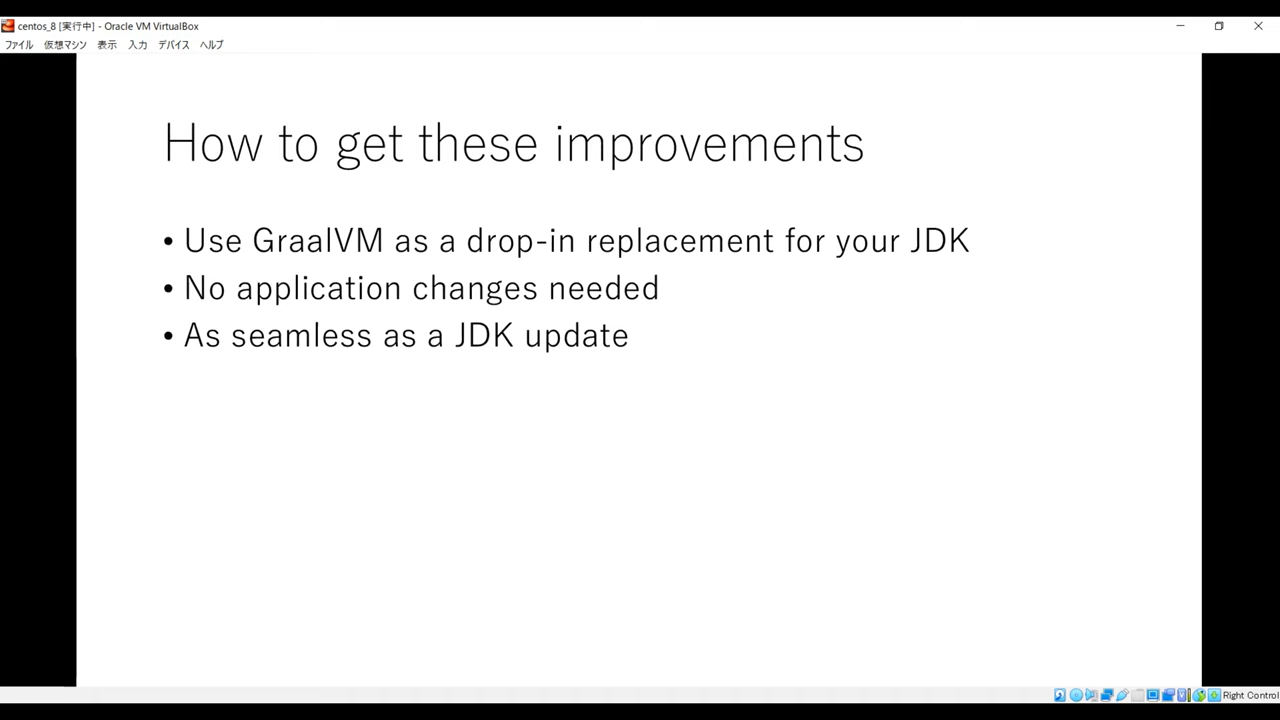 centos_8 [実行中] - Oracle VM VirtualBox
ファイル 仮想マシン 表示 入力 デバイス ヘルプ
How to get these improvements
• Use GraalVM as a drop-in replacement for your JDK
• No application changes needed
• As seamless as a JDK update
Right Control